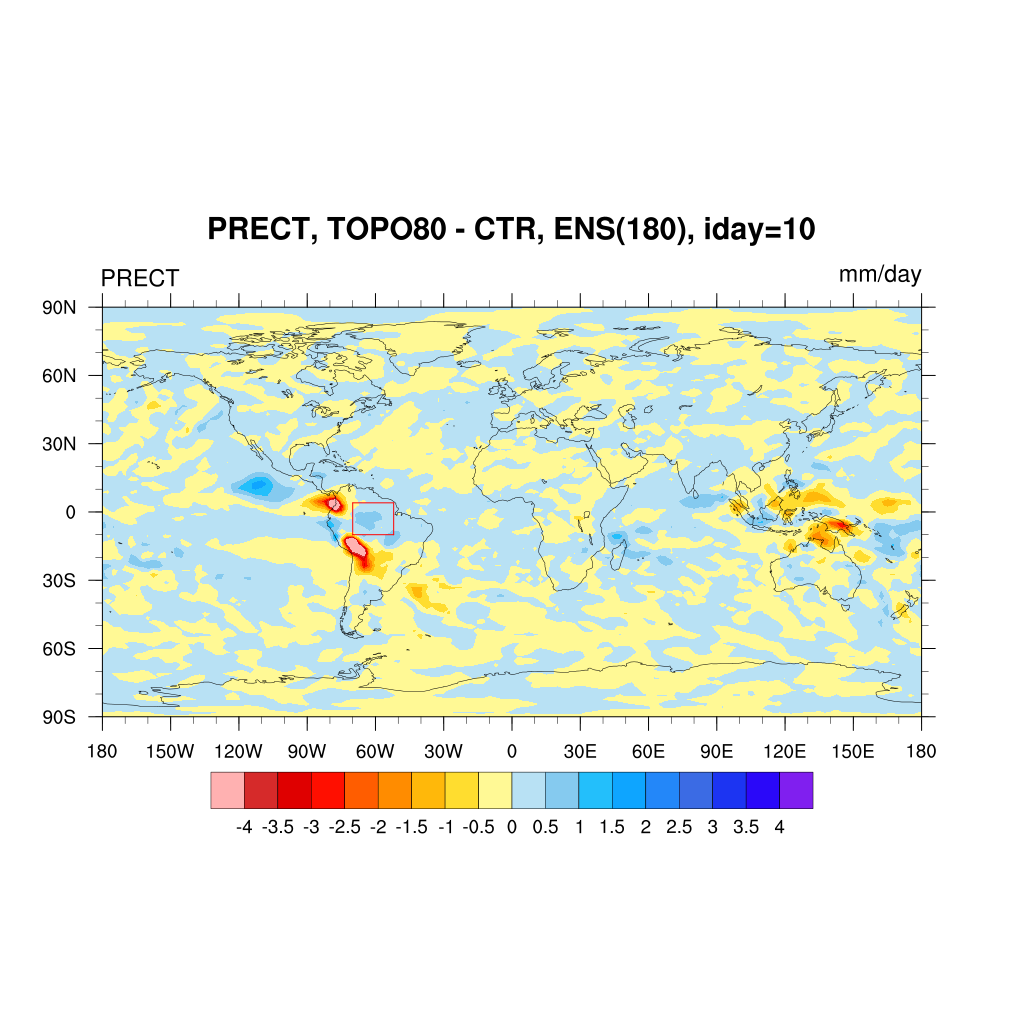 PRECT, TOPO80 - CTR, ENS(180), iday=10
PRECT mm/day
90N
60N
30N
0
30S
60S
90S
180 150W 120W 90W 60W 30W 0 30E 60E 90E 120E 150E 180
-4 -3.5 -3 -2.5 -2 -1.5 -1 -0.5 0 0.5 1 1.5 2 2.5 3 3.5 4